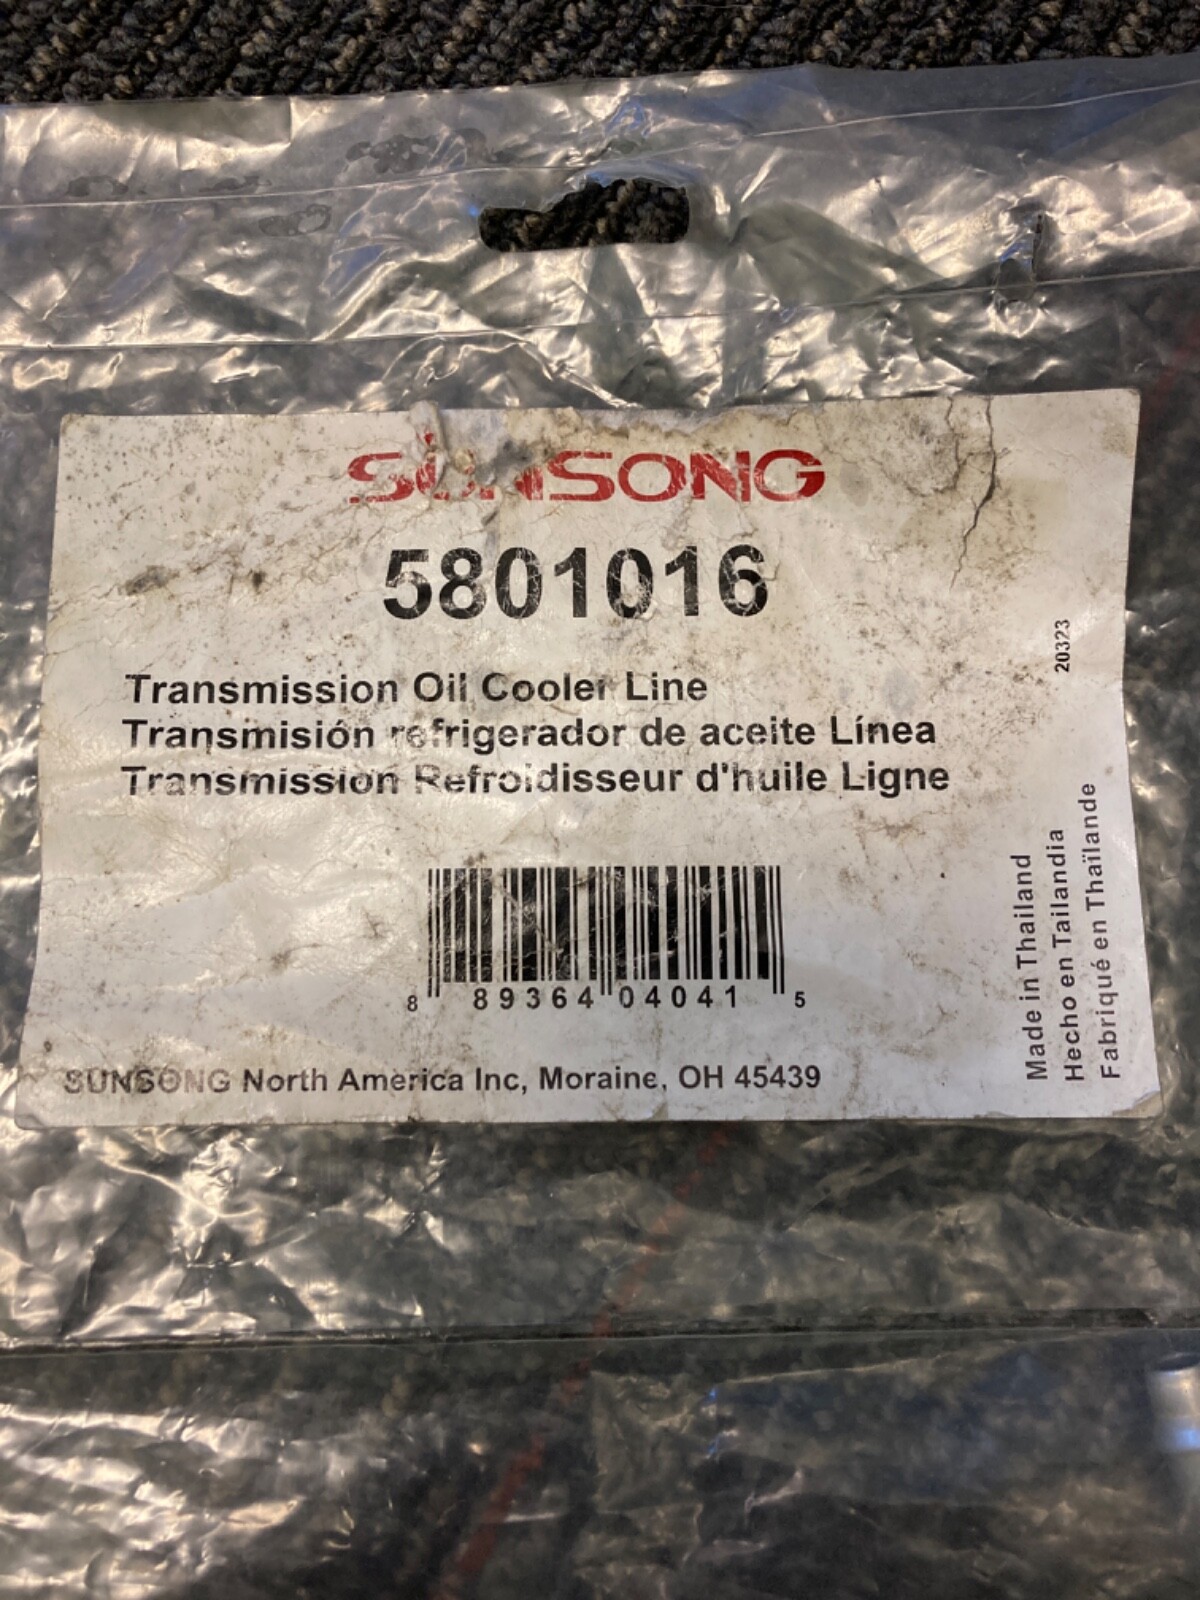 SUNSONG
5801016
20323
Transmission Oil Cooler Line
Transmisión refrigerador de aceite Línea
Transmission Refroidisseur d'huile Ligne
Made in Thailand
Hecho en Tailandia
Fabriqué en Thaïlande
8 89364 04041 5
SUNSONG North America Inc, Moraine, OH 45439